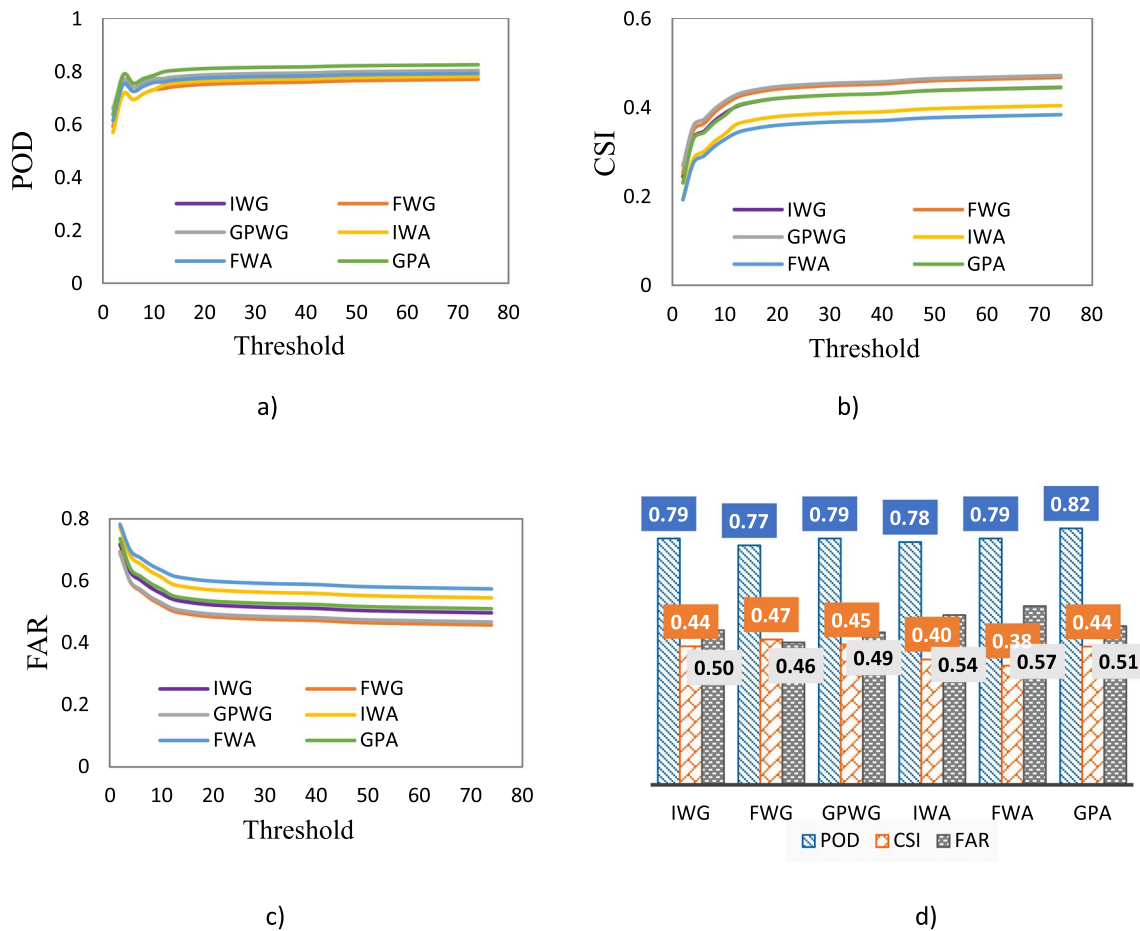 1
0.8
0.6
0.4
0.2
0
POD
IWG FWG
GPWG IWA
FWA GPA
0 10 20 30 40 50 60 70 80
Threshold
a)
0.6
0.4
0.2
0
CSI
IWG FWG
GPWG IWA
FWA GPA
0 10 20 30 40 50 60 70 80
Threshold
b)
0.8
0.6
0.4
0.2
0
FAR
IWG FWG
GPWG IWA
FWA GPA
0 10 20 30 40 50 60 70 80
Threshold
c)
0.79 0.77 0.79 0.78 0.79 0.82
0.44 0.47 0.45 0.40 0.38 0.44
0.50 0.46 0.49 0.54 0.57 0.51
IWG FWG GPWG IWA FWA GPA
POD CSI FAR
d)